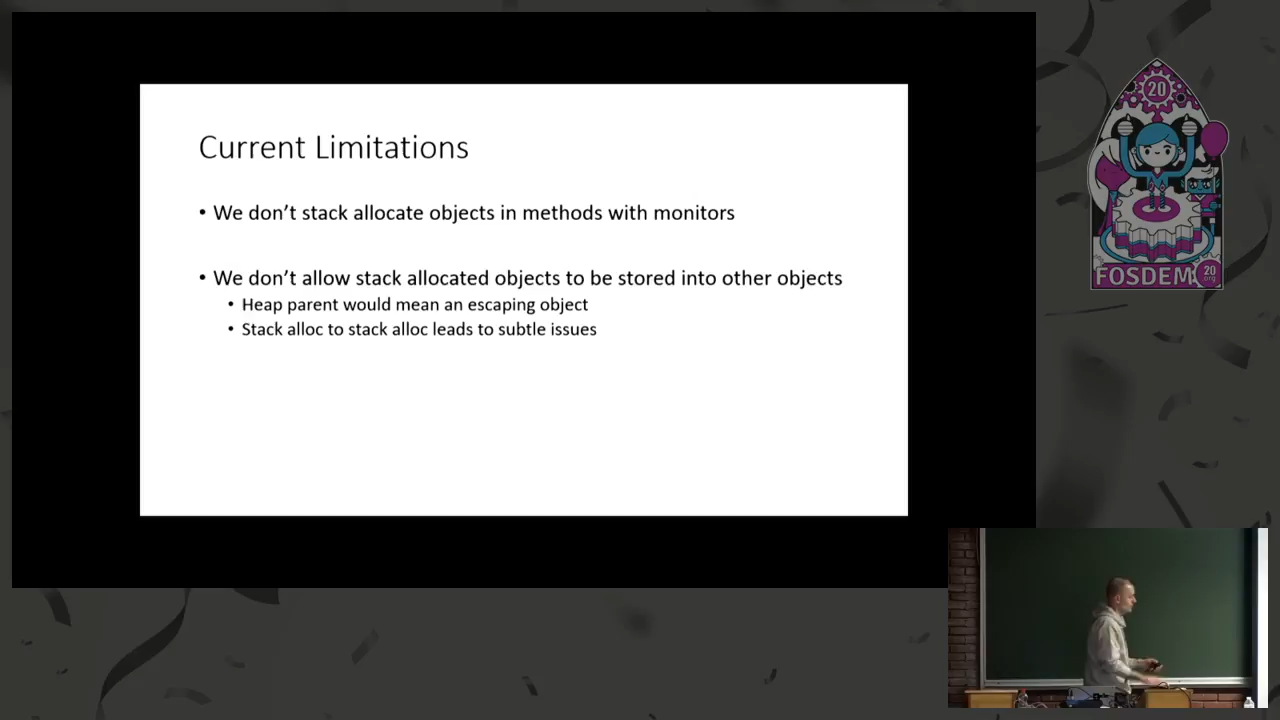 Current Limitations
• We don't stack allocate objects in methods with monitors
• We don't allow stack allocated objects to be stored into other objects
• Heap parent would mean an escaping object
• Stack alloc to stack alloc leads to subtle issues
20
FOSDEM 20
.org